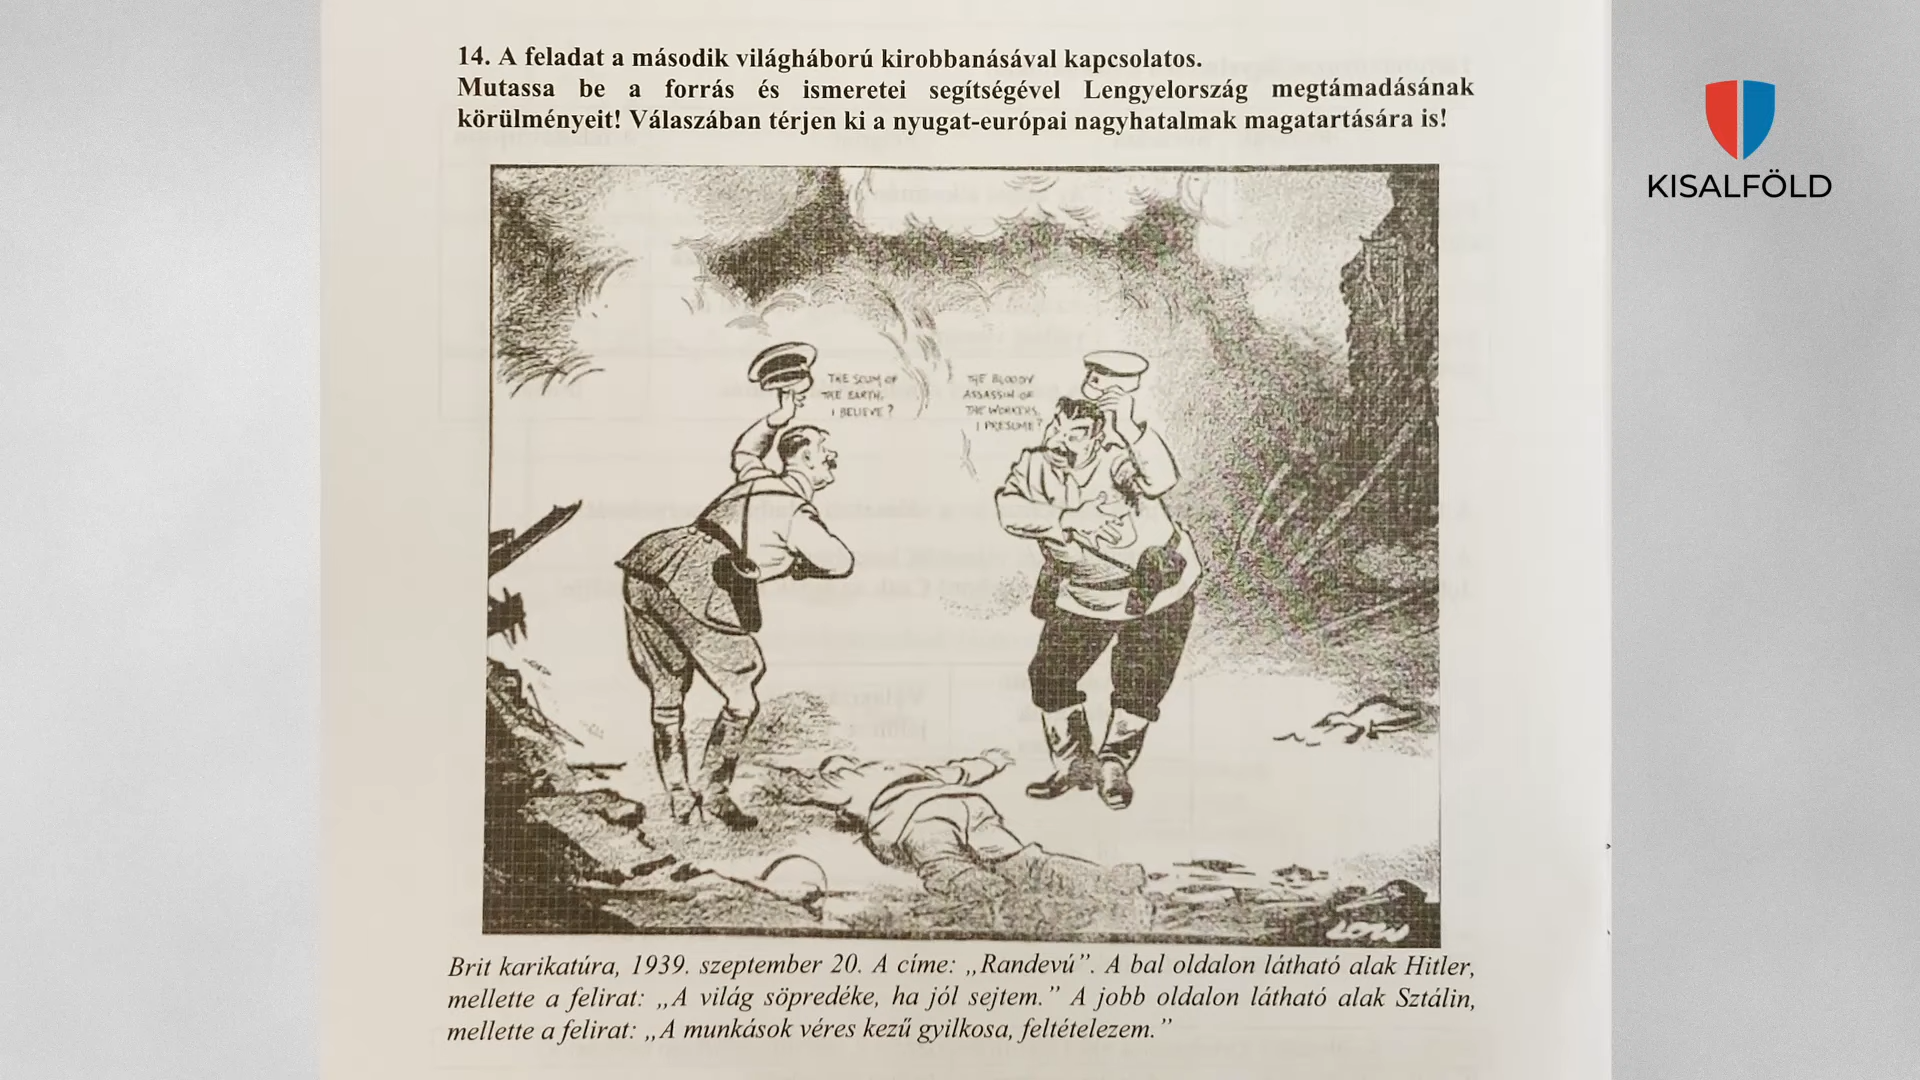 14. A feladat a második világháború kirobbanásával kapcsolatos.
Mutassa be a forrás és ismeretei segítségével Lengyelország megtámadásának
körülményeit! Válaszában térjen ki a nyugat-európai nagyhatalmak magatartására is!
KISALFÖLD
THE SCUM OF
THE EARTH,
I BELIEVE?
THE BLOODY
ASSASSIN OF
THE WORKERS,
I PRESUME?
LOW
Brit karikatúra, 1939. szeptember 20. A címe: „Randevú”. A bal oldalon látható alak Hitler,
mellette a felirat: „A világ söpredéke, ha jól sejtem.” A jobb oldalon látható alak Sztálin,
mellette a felirat: „A munkások véres kezű gyilkosa, feltételezem.”